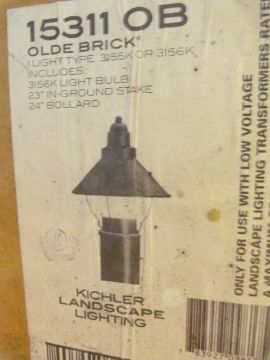 15311 OB
OLDE BRICK®
1 LIGHT TYPE 3155K OR 3156K
INCLUDES:
3156K LIGHT BULB
23" IN-GROUND STAKE
24" BOLLARD
KICHLER
LANDSCAPE
LIGHTING
ONLY FOR USE WITH LOW VOLTAGE
LANDSCAPE LIGHTING TRANSFORMERS RATED